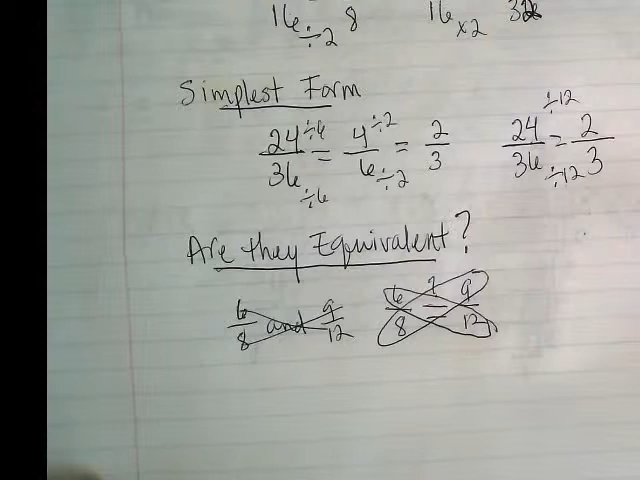 16 ÷2 8 16 ×2 32
Simplest Form
24/36 ÷6/÷6 = 4/6 ÷2/÷2 = 2/3 24/36 ÷12/÷12 = 2/3
Are they Equivalent?
6/8 and 9/12 6/8 ?= 9/12